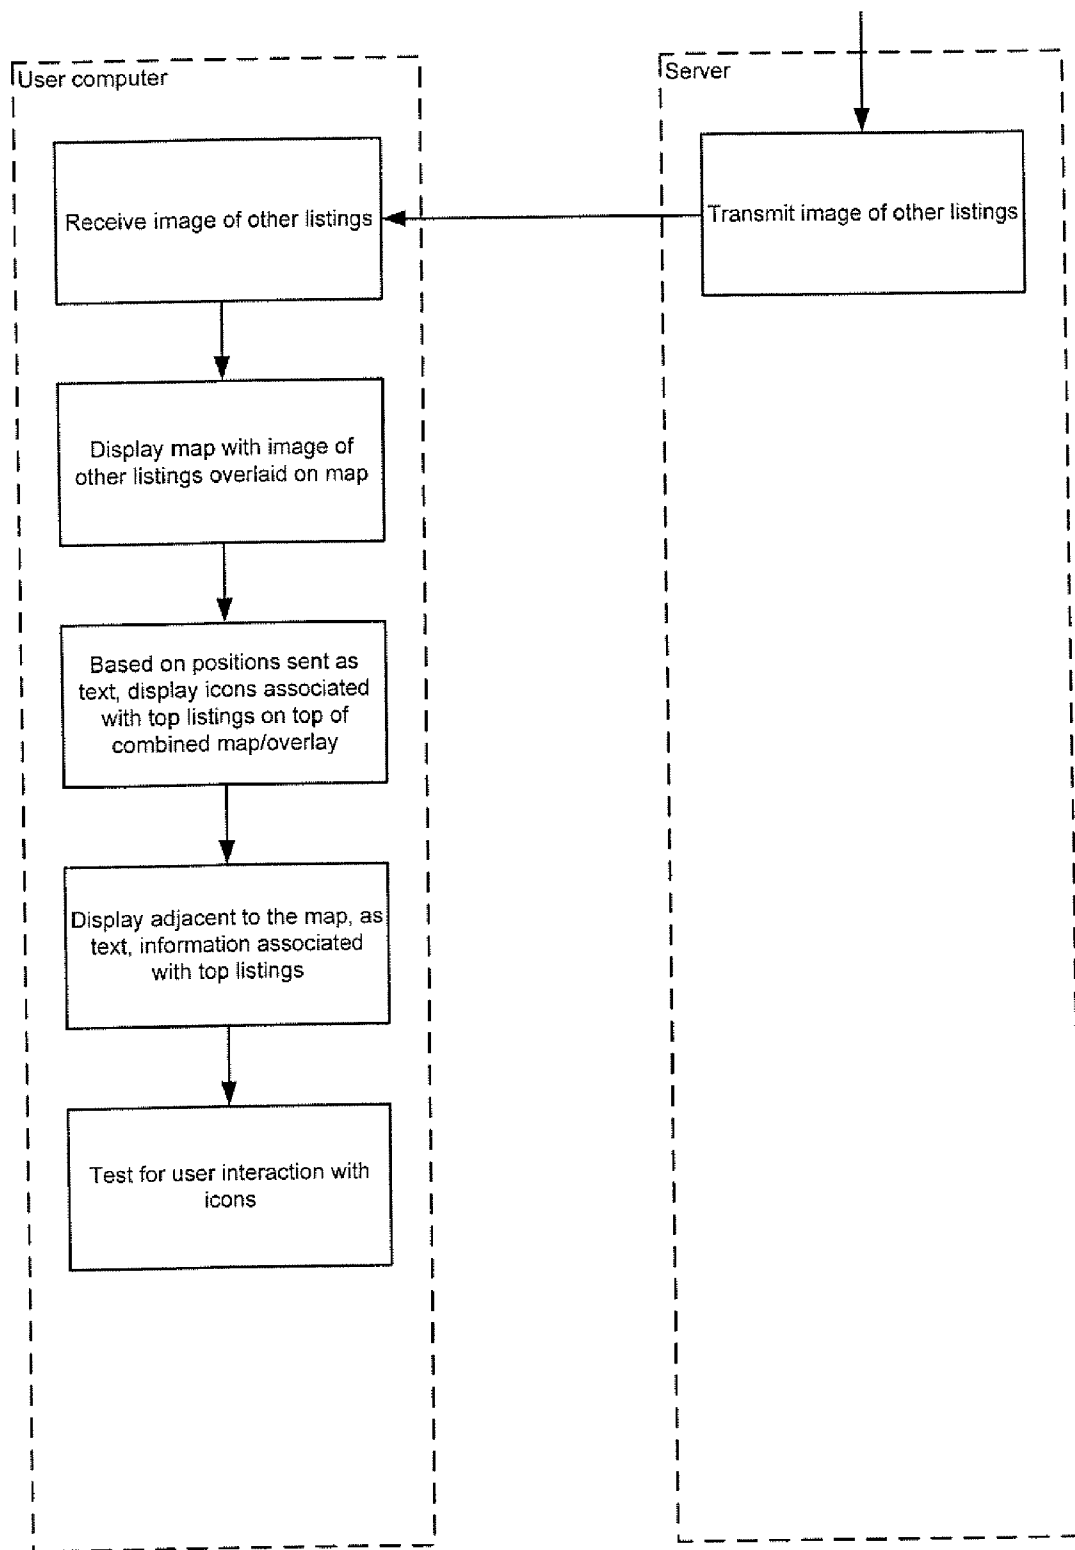 User computer
Server
Receive image of other listings
Transmit image of other listings
Display map with image of
other listings overlaid on map
Based on positions sent as
text, display icons associated
with top listings on top of
combined map/overlay
Display adjacent to the map, as
text, information associated
with top listings
Test for user interaction with
icons